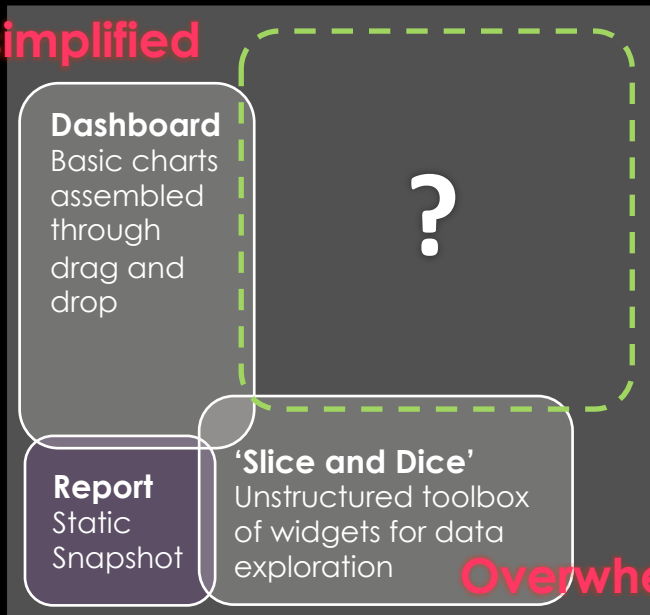 simplified
Dashboard
Basic charts
assembled
through
drag and
drop
?
Report
Static
Snapshot
‘Slice and Dice’
Unstructured toolbox
of widgets for data
exploration
Overwhe